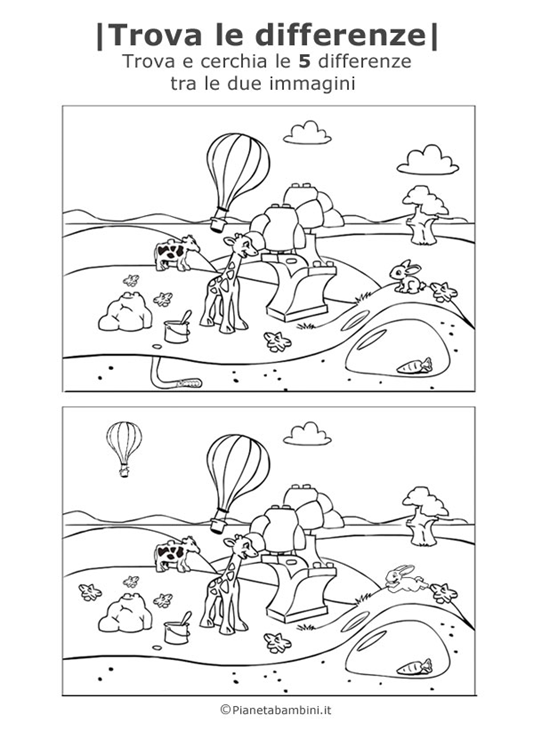 |Trova le differenze|
Trova e cerchia le 5 differenze
tra le due immagini
©Pianetabambini.it